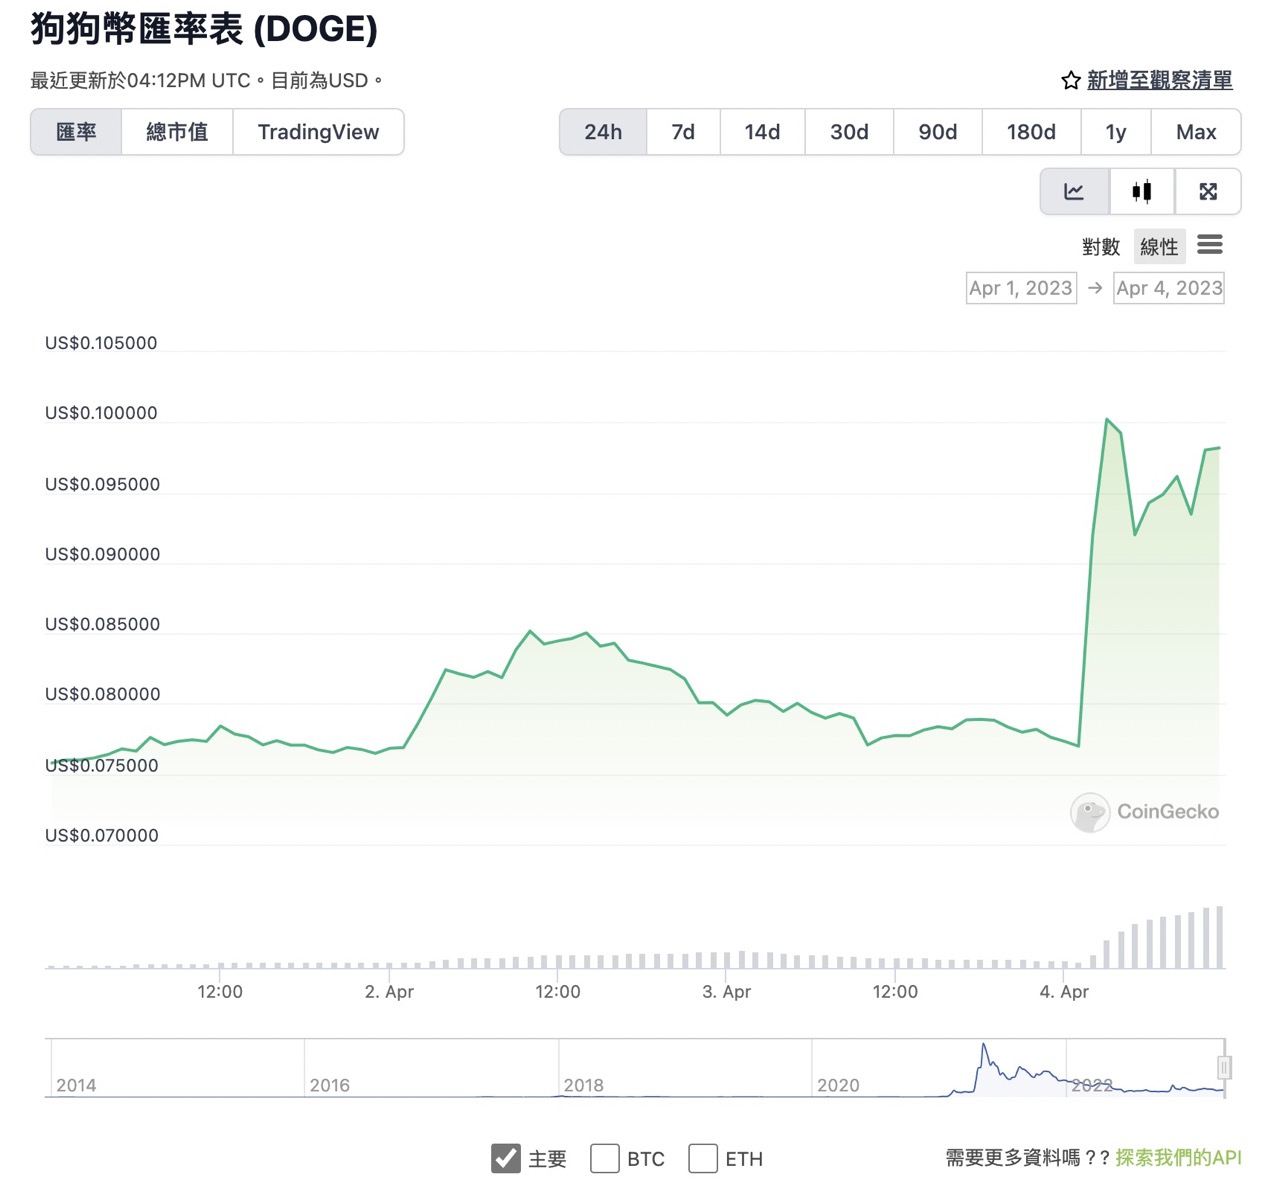 狗狗幣匯率表 (DOGE)
最近更新於04:12PM UTC。目前為USD。
新增至觀察清單
匯率 總市值 TradingView
24h 7d 14d 30d 90d 180d 1y Max
對數 線性
Apr 1, 2023 → Apr 4, 2023
US$0.105000
US$0.100000
US$0.095000
US$0.090000
US$0.085000
US$0.080000
US$0.075000
CoinGecko
US$0.070000
12:00 2. Apr 12:00 3. Apr 12:00 4. Apr
2014 2016 2018 2020 2022
主要 BTC ETH
需要更多資料嗎？? 探索我們的API